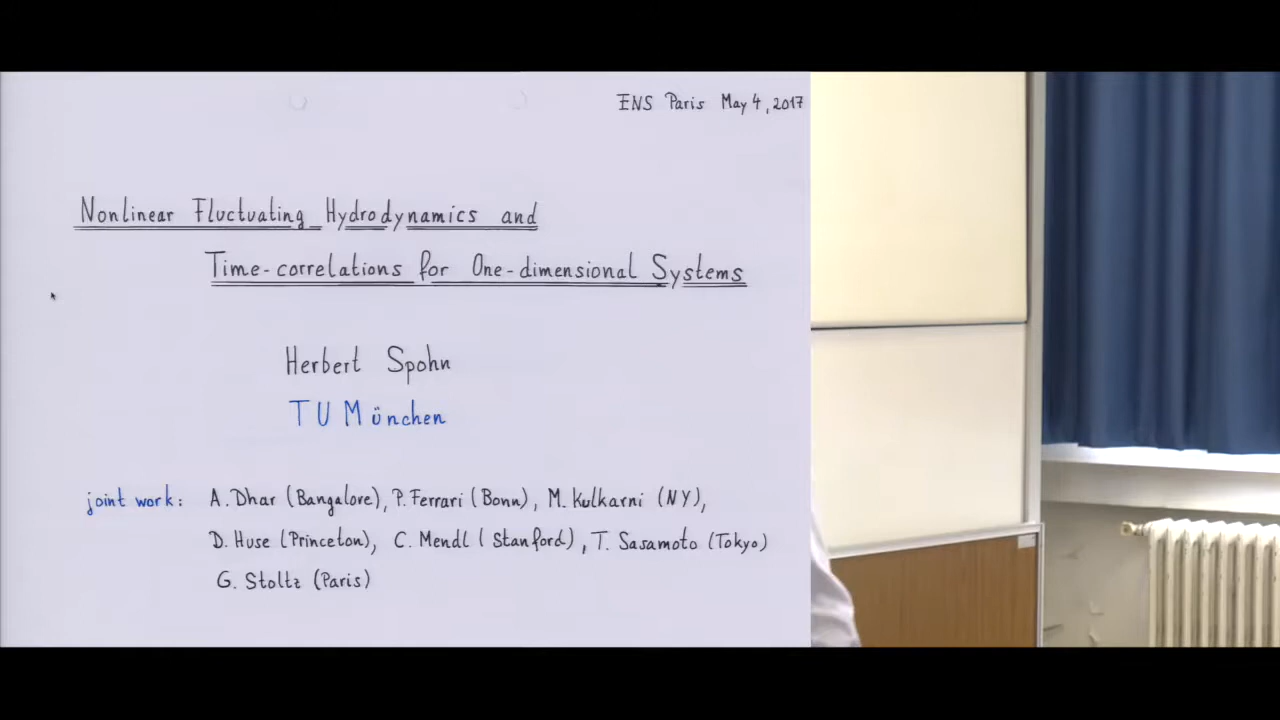 ENS Paris May 4, 2017
Nonlinear Fluctuating Hydrodynamics and
Time-correlations for One-dimensional Systems
Herbert Spohn
TU München
joint work: A. Dhar (Bangalore), P. Ferrari (Bonn), M. Kulkarni (NY),
D. Huse (Princeton), C. Mendl (Stanford), T. Sasamoto (Tokyo)
G. Stoltz (Paris)